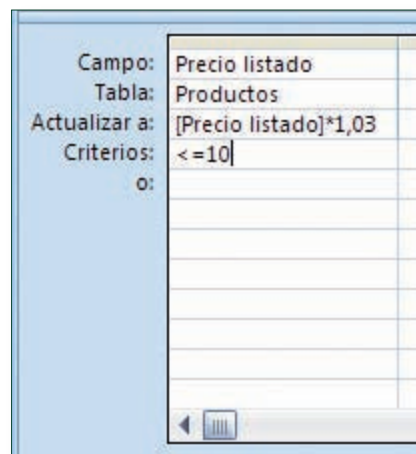 Campo: Precio listado
Tabla: Productos
Actualizar a: [Precio listado]*1,03
Criterios: <=10
o: